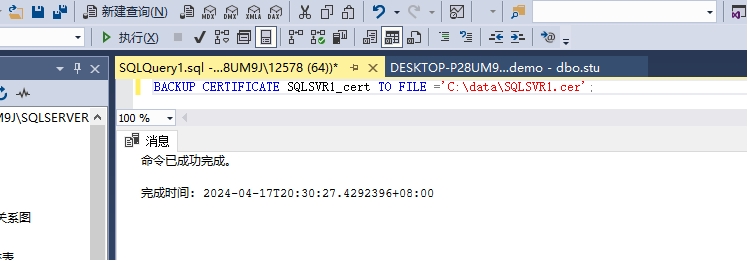 新建查询(N)
MDX DMX XMLA DAX
执行(X)
SQLQuery1.sql -...8UM9J\12578 (64))*
DESKTOP-P28UM9...demo - dbo.stu
BACKUP CERTIFICATE SQLSVR1_cert TO FILE ='C:\data\SQLSVR1.cer';
M9J\SQLSERVER
100 %
消息
命令已成功完成。
完成时间: 2024-04-17T20:30:27.4292396+08:00
关系图